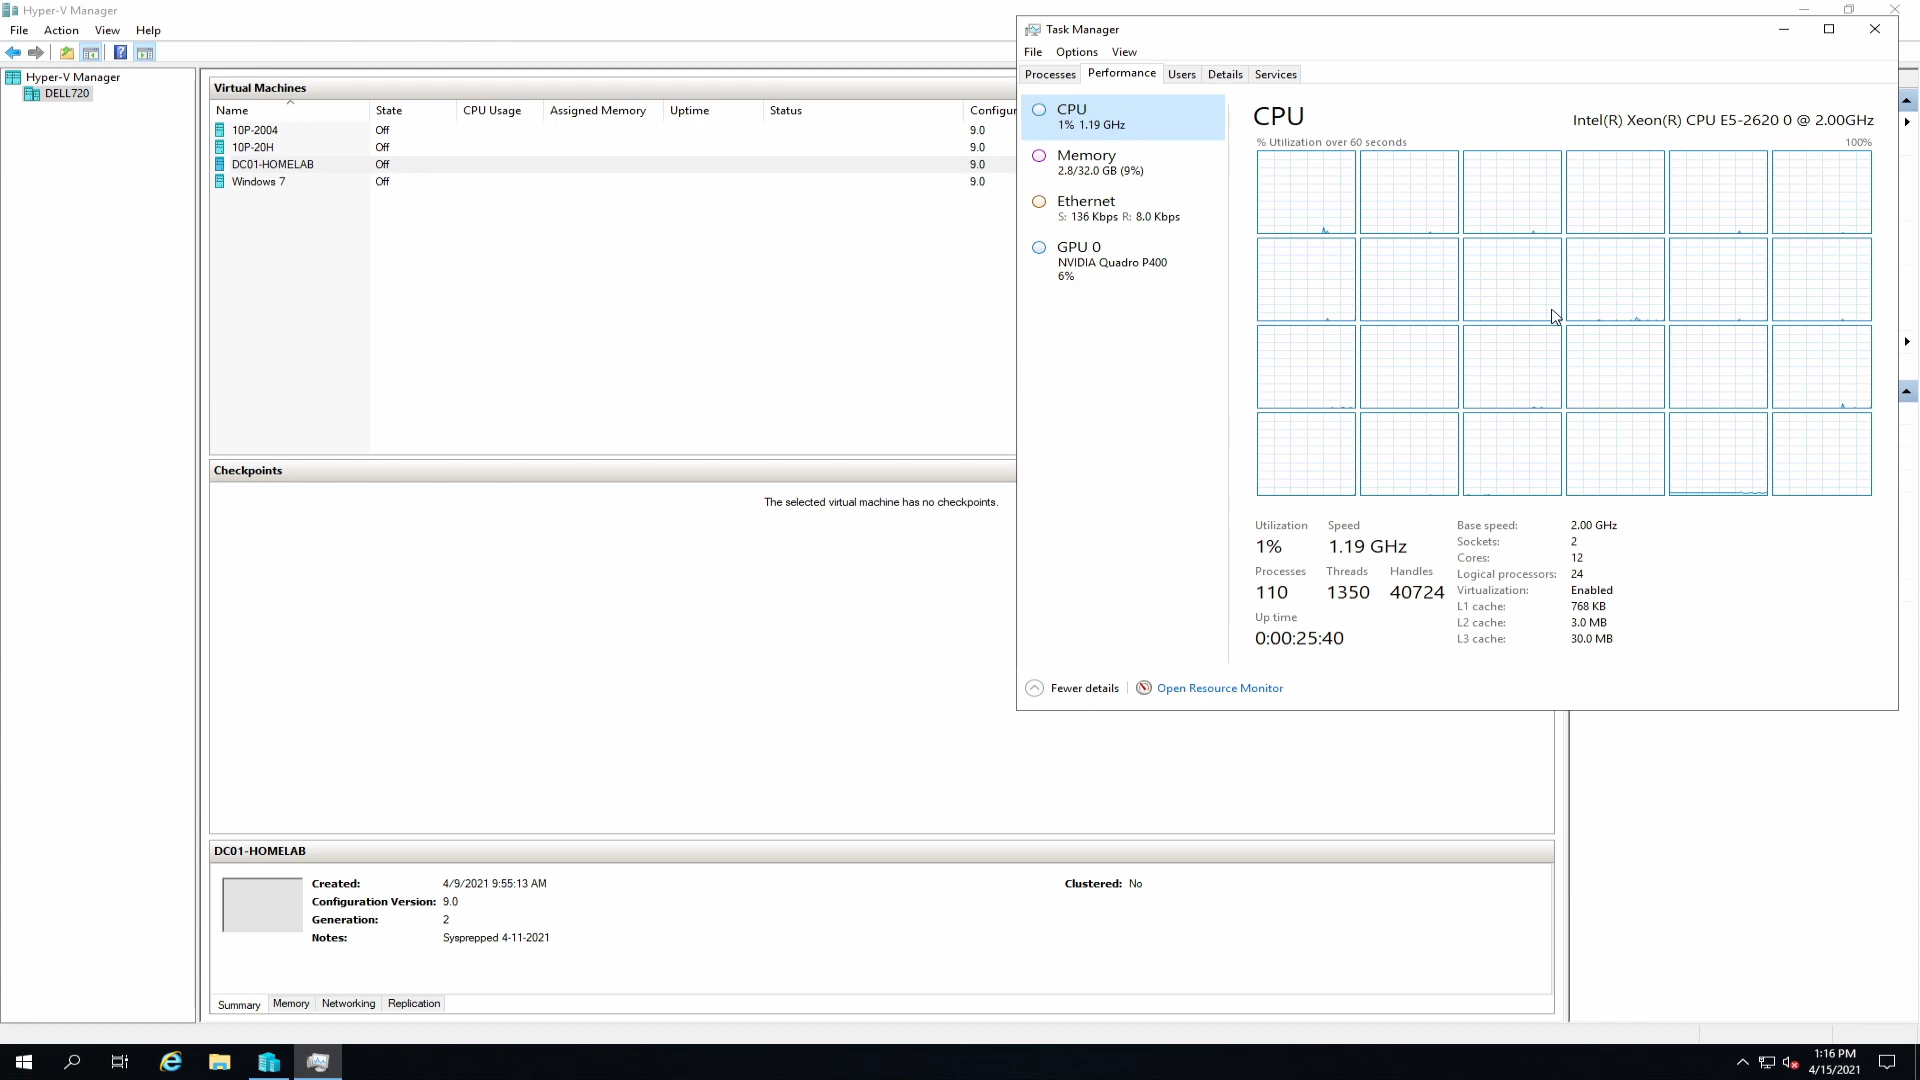 Hyper-V Manager
File Action View Help
Hyper-V Manager
DELL720
Virtual Machines
Name State CPU Usage Assigned Memory Uptime Status Configur
10P-2004 Off 9.0
10P-20H Off 9.0
DC01-HOMELAB Off 9.0
Windows 7 Off 9.0
Checkpoints
The selected virtual machine has no checkpoints.
DC01-HOMELAB
Created: 4/9/2021 9:55:13 AM Clustered: No
Configuration Version: 9.0
Generation: 2
Notes: Sysprepped 4-11-2021
Summary Memory Networking Replication
Task Manager
File Options View
Processes Performance Users Details Services
CPU
1% 1.19 GHz
Memory
2.8/32.0 GB (9%)
Ethernet
S: 136 Kbps R: 8.0 Kbps
GPU 0
NVIDIA Quadro P400
6%
CPU Intel(R) Xeon(R) CPU E5-2620 0 @ 2.00GHz
% Utilization over 60 seconds 100%
Utilization Speed
1% 1.19 GHz
Processes Threads Handles
110 1350 40724
Up time
0:00:25:40
Base speed: 2.00 GHz
Sockets: 2
Cores: 12
Logical processors: 24
Virtualization: Enabled
L1 cache: 768 KB
L2 cache: 3.0 MB
L3 cache: 30.0 MB
Fewer details Open Resource Monitor
1:16 PM
4/15/2021